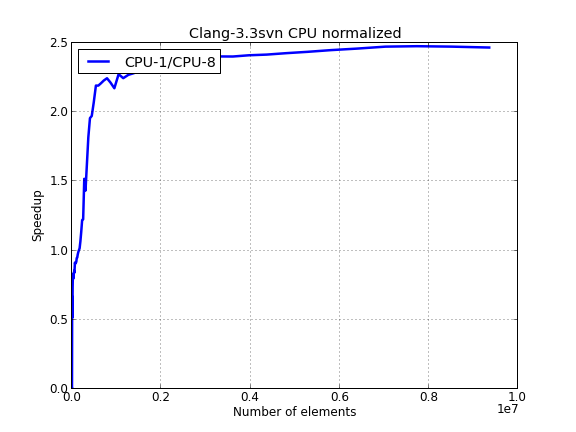 Clang-3.3svn CPU normalized
2.5
CPU-1/CPU-8
2.0
1.5
Speedup
1.0
0.5
0.0
0.0 0.2 0.4 0.6 0.8 1.0
Number of elements
1e7